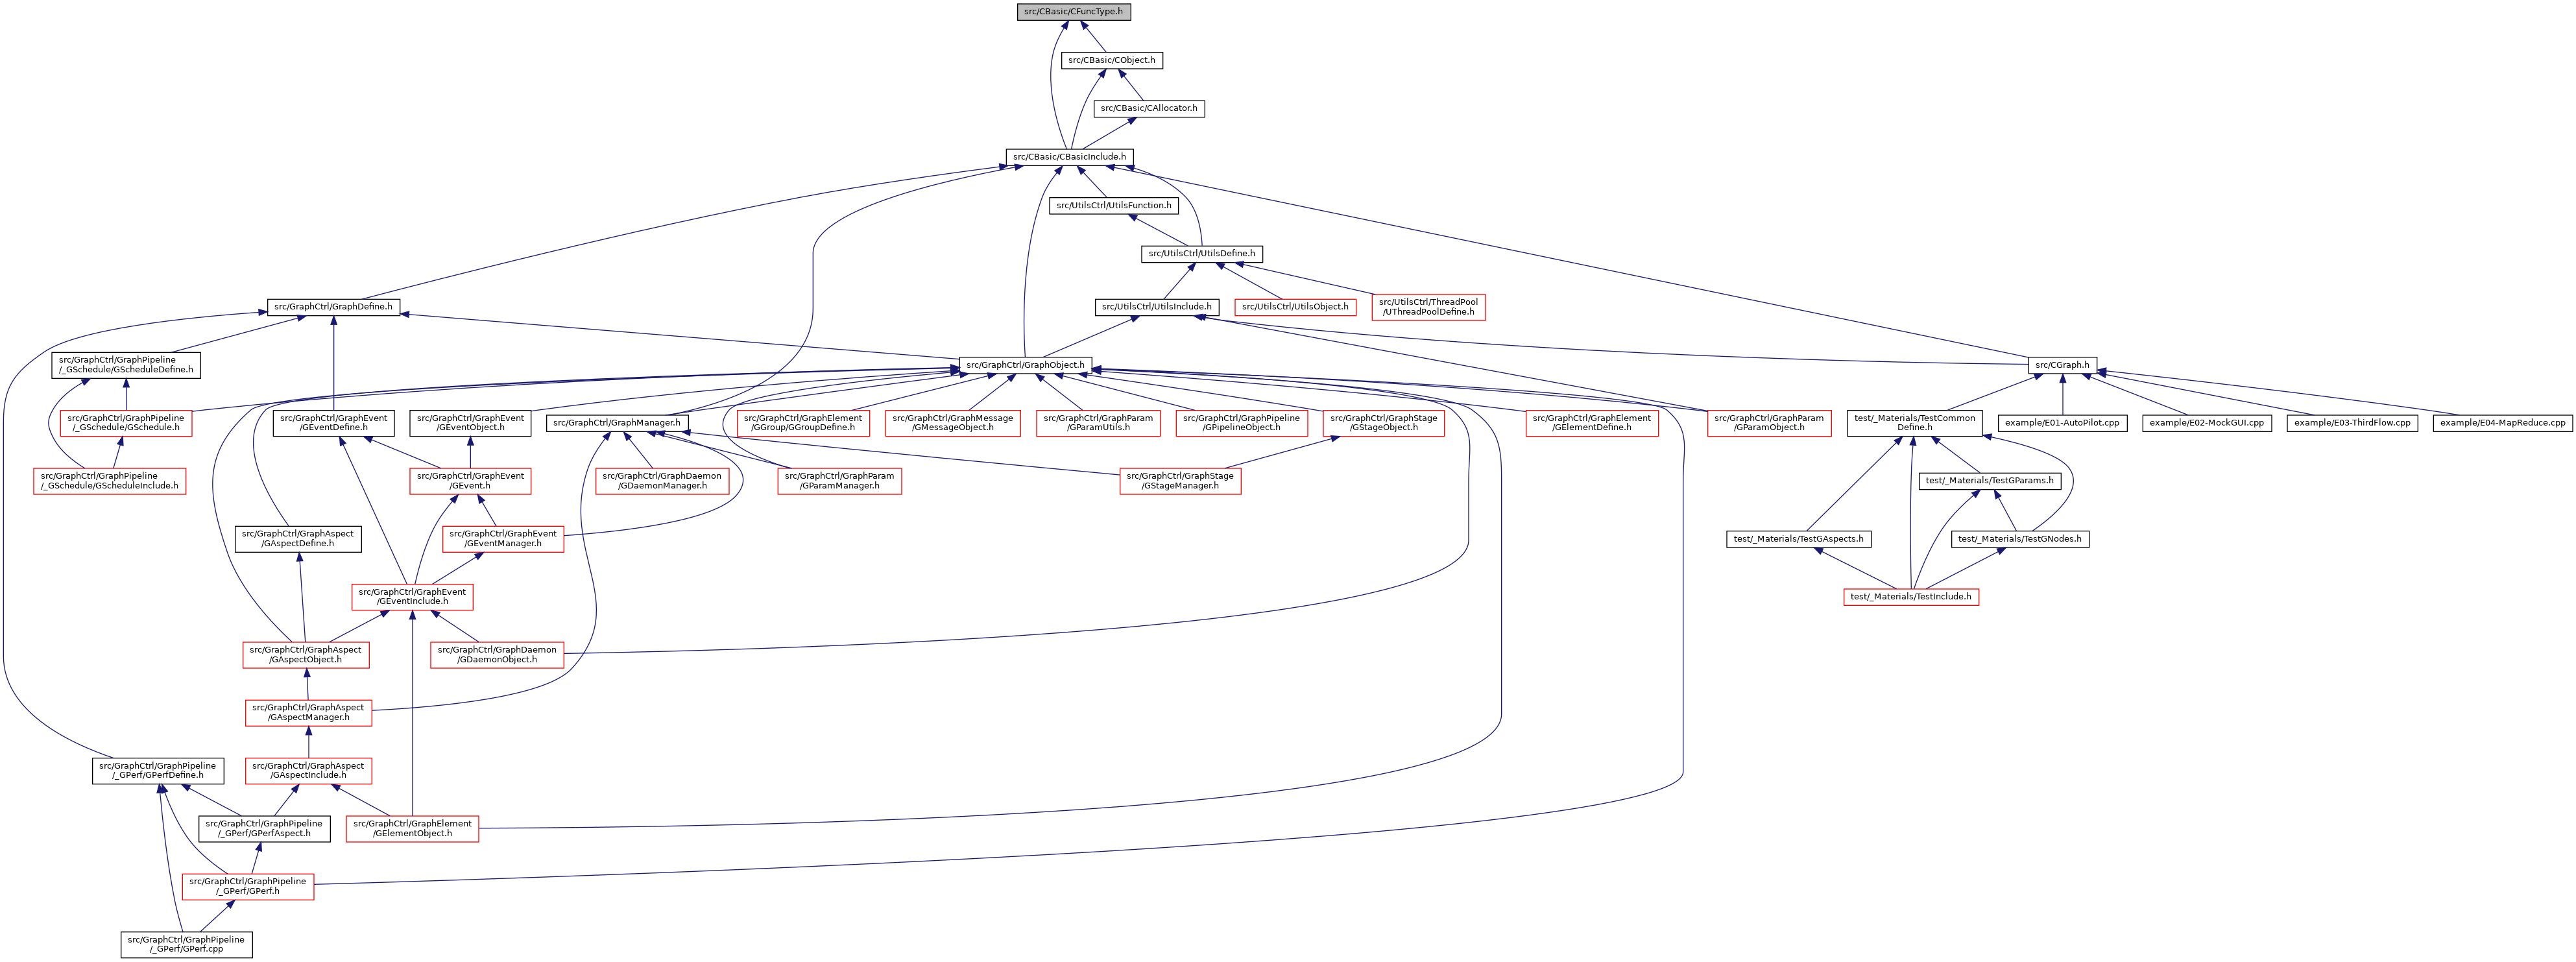 src/CBasic/CFuncType.h
src/CBasic/CObject.h
src/CBasic/CAllocator.h
src/CBasic/CBasicInclude.h
src/UtilsCtrl/UtilsFunction.h
src/UtilsCtrl/UtilsDefine.h
src/GraphCtrl/GraphDefine.h
src/UtilsCtrl/UtilsInclude.h
src/UtilsCtrl/UtilsObject.h
src/UtilsCtrl/ThreadPool
/UThreadPoolDefine.h
src/GraphCtrl/GraphPipeline
/_GSchedule/GScheduleDefine.h
src/GraphCtrl/GraphObject.h
src/CGraph.h
src/GraphCtrl/GraphPipeline
/_GSchedule/GSchedule.h
src/GraphCtrl/GraphEvent
/GEventDefine.h
src/GraphCtrl/GraphEvent
/GEventObject.h
src/GraphCtrl/GraphManager.h
src/GraphCtrl/GraphElement
/GGroup/GGroupDefine.h
src/GraphCtrl/GraphMessage
/GMessageObject.h
src/GraphCtrl/GraphParam
/GParamUtils.h
src/GraphCtrl/GraphPipeline
/GPipelineObject.h
src/GraphCtrl/GraphStage
/GStageObject.h
src/GraphCtrl/GraphElement
/GElementDefine.h
src/GraphCtrl/GraphParam
/GParamObject.h
test/_Materials/TestCommon
Define.h
example/E01-AutoPilot.cpp
example/E02-MockGUI.cpp
example/E03-ThirdFlow.cpp
example/E04-MapReduce.cpp
src/GraphCtrl/GraphPipeline
/_GSchedule/GScheduleInclude.h
src/GraphCtrl/GraphEvent
/GEvent.h
src/GraphCtrl/GraphDaemon
/GDaemonManager.h
src/GraphCtrl/GraphParam
/GParamManager.h
src/GraphCtrl/GraphStage
/GStageManager.h
test/_Materials/TestGParams.h
src/GraphCtrl/GraphAspect
/GAspectDefine.h
src/GraphCtrl/GraphEvent
/GEventManager.h
test/_Materials/TestGAspects.h
test/_Materials/TestGNodes.h
src/GraphCtrl/GraphEvent
/GEventInclude.h
test/_Materials/TestInclude.h
src/GraphCtrl/GraphAspect
/GAspectObject.h
src/GraphCtrl/GraphDaemon
/GDaemonObject.h
src/GraphCtrl/GraphAspect
/GAspectManager.h
src/GraphCtrl/GraphPipeline
/_GPerf/GPerfDefine.h
src/GraphCtrl/GraphAspect
/GAspectInclude.h
src/GraphCtrl/GraphPipeline
/_GPerf/GPerfAspect.h
src/GraphCtrl/GraphElement
/GElementObject.h
src/GraphCtrl/GraphPipeline
/_GPerf/GPerf.h
src/GraphCtrl/GraphPipeline
/_GPerf/GPerf.cpp